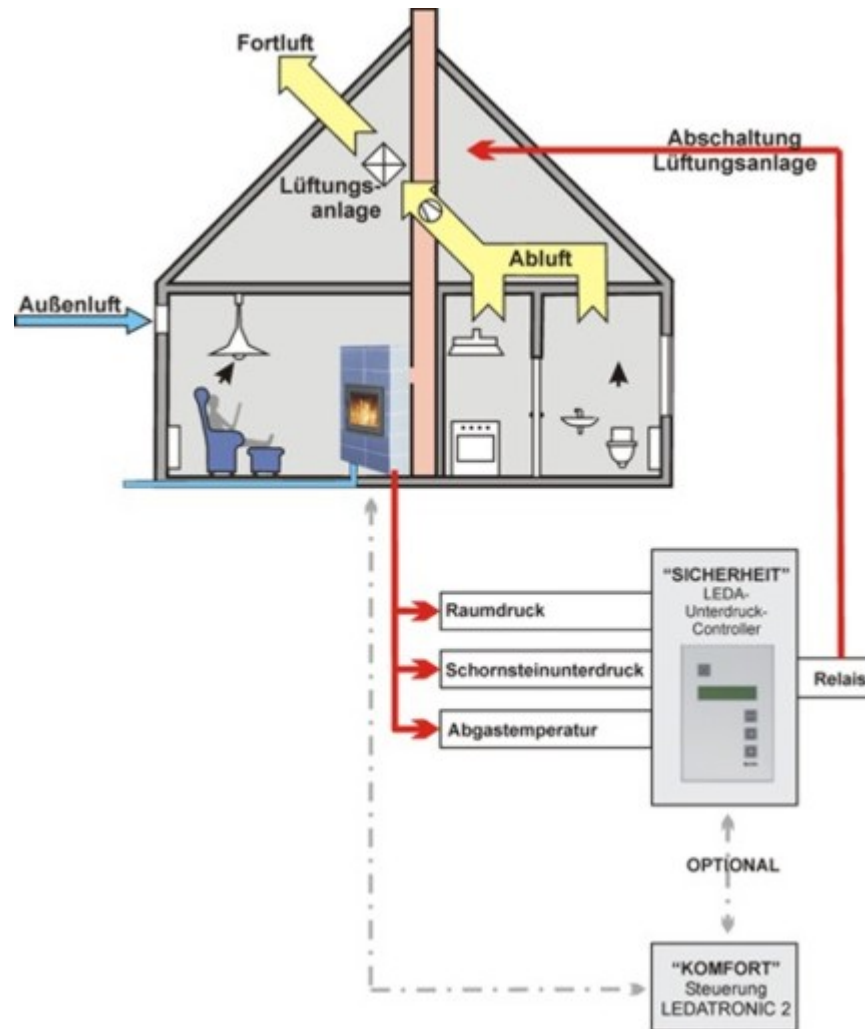 Fortluft
Abschaltung
Lüftungsanlage
Lüftungs-
anlage
Abluft
Außenluft
"SICHERHEIT"
LEDA-
Unterdruck-
Controller
Raumdruck
Schornsteinunterdruck
Relais
Abgastemperatur
OPTIONAL
"KOMFORT"
Steuerung
LEDATRONIC 2